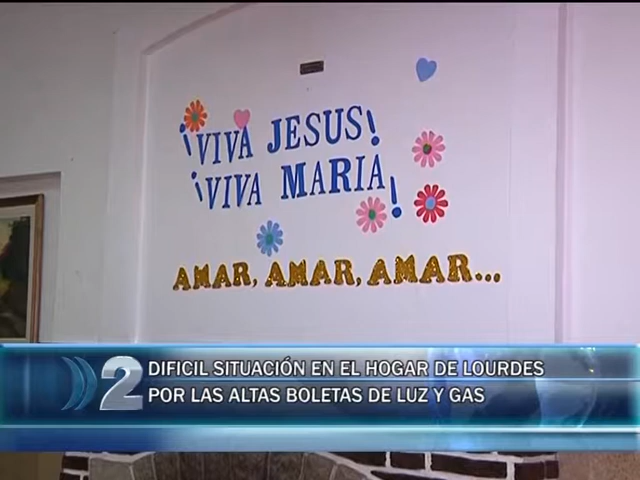 ¡VIVA JESUS!
¡VIVA MARIA!
AMAR, AMAR, AMAR...
2
DIFICIL SITUACIÓN EN EL HOGAR DE LOURDES
POR LAS ALTAS BOLETAS DE LUZ Y GAS